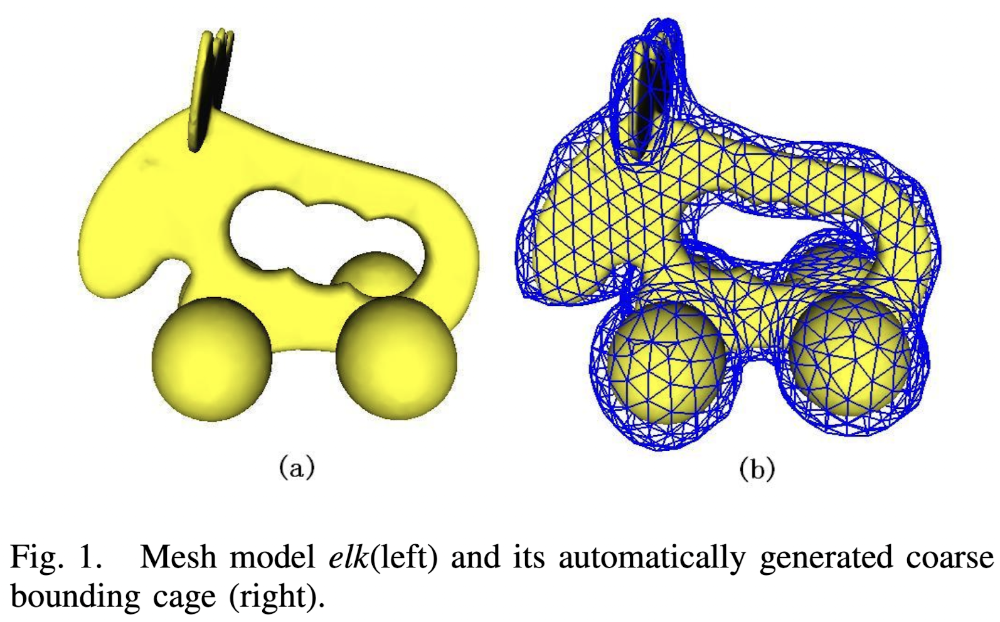 (a)
(b)
Fig. 1. Mesh model elk(left) and its automatically generated coarse
bounding cage (right).